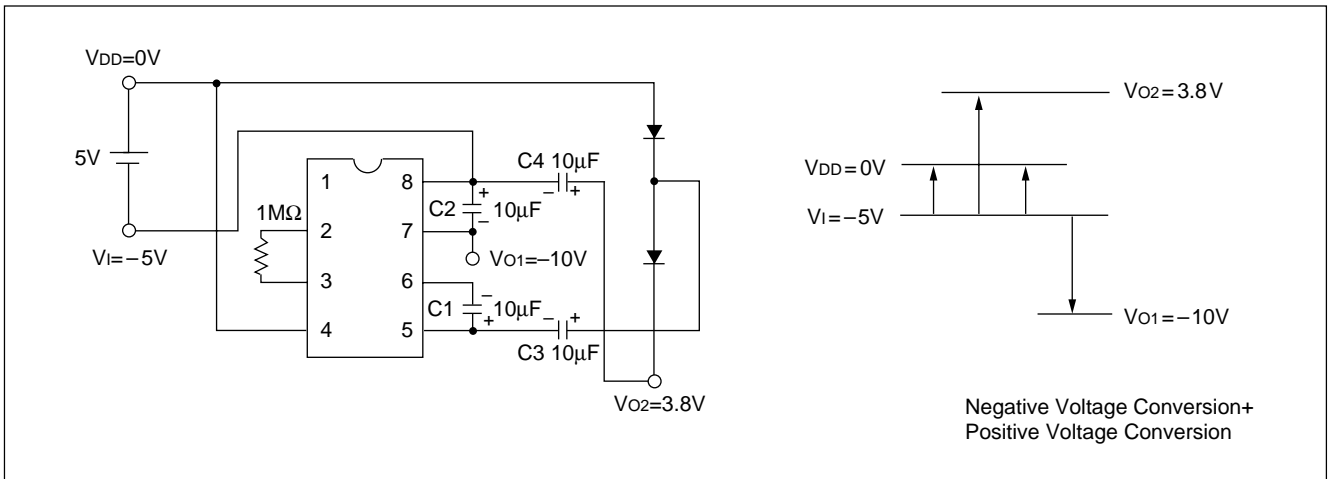 VDD=0V
5V
VI=−5V
1MΩ
1
2
3
4
8
7
6
5
C4 10μF
+
−
+
C2
10μF
−
VO1=−10V
−
C1
10μF
+
−
+
C3 10μF
VO2=3.8V
VO2=3.8V
VDD=0V
VI=−5V
VO1=−10V
Negative Voltage Conversion+
Positive Voltage Conversion